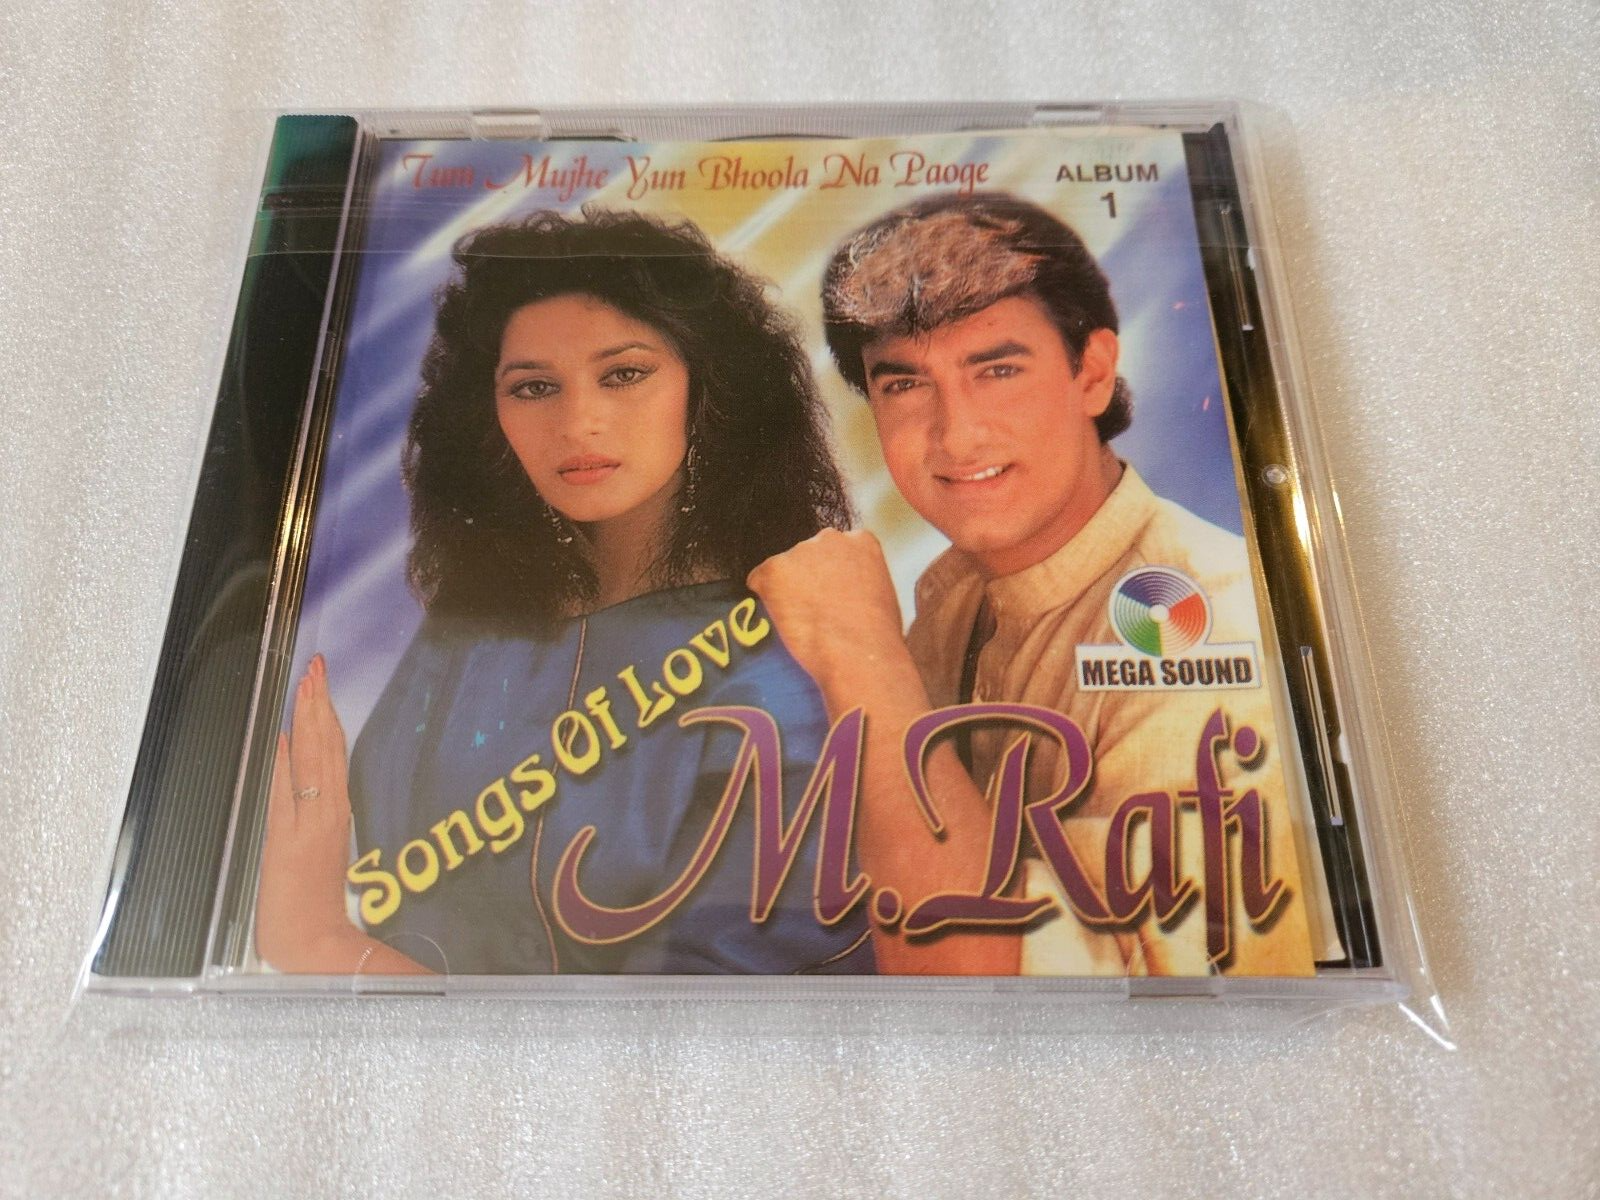 Tum Mujhe Yun Bhoola Na Paoge
ALBUM
1
Songs Of Love
MEGA SOUND
M. Rafi